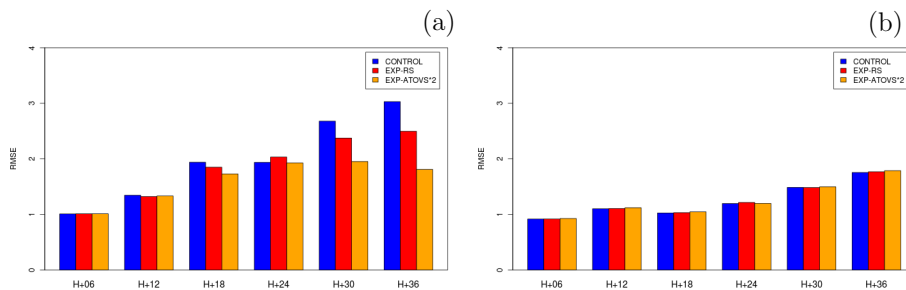 (a)
4
3
2
1
0
RMSE
CONTROL
EXP-RS
EXP-ATOVS*2
H+06 H+12 H+18 H+24 H+30 H+36
(b)
4
3
2
1
0
RMSE
CONTROL
EXP-RS
EXP-ATOVS*2
H+06 H+12 H+18 H+24 H+30 H+36